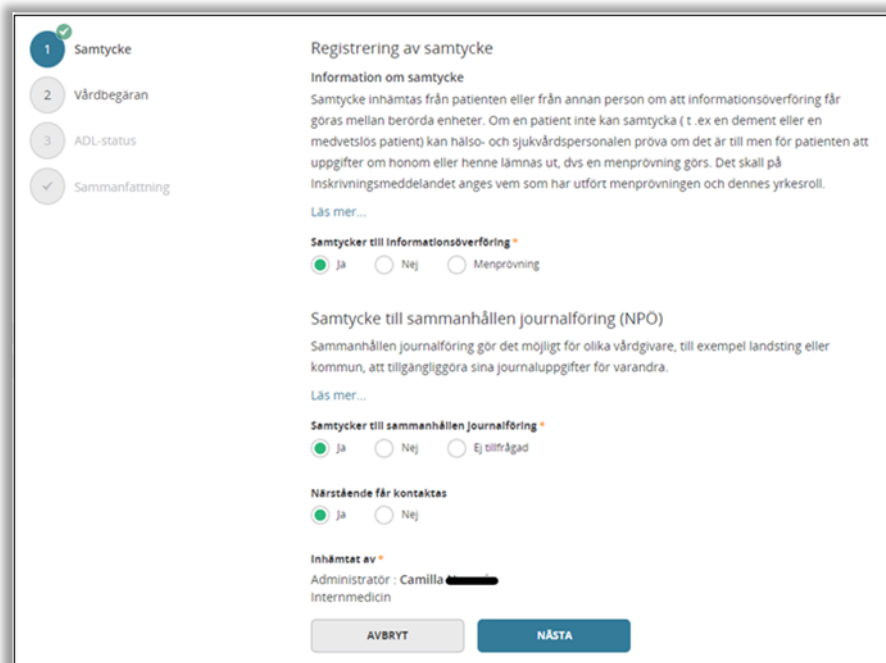 1 Samtycke
2 Vårdbegäran
3 ADL-status
Sammanfattning
Registrering av samtycke
Information om samtycke
Samtycke inhämtas från patienten eller från annan person om att informationsöverföring får
göras mellan berörda enheter. Om en patient inte kan samtycka ( t .ex en dement eller en
medvetslös patient) kan hälso- och sjukvårdspersonalen pröva om det är till men för patienten att
uppgifter om honom eller henne lämnas ut, dvs en menprövning görs. Det skall på
Inskrivningsmeddelandet anges vem som har utfört menprövningen och dennes yrkesroll.
Läs mer...
Samtycker till informationsöverföring *
Ja Nej Menprövning
Samtycke till sammanhållen journalföring (NPÖ)
Sammanhållen journalföring gör det möjligt för olika vårdgivare, till exempel landsting eller
kommun, att tillgängliggöra sina journaluppgifter för varandra.
Läs mer...
Samtycker till sammanhållen journalföring *
Ja Nej Ej tillfrågad
Närstående får kontaktas
Ja Nej
Inhämtat av *
Administratör : Camilla
Internmedicin
AVBRYT NÄSTA